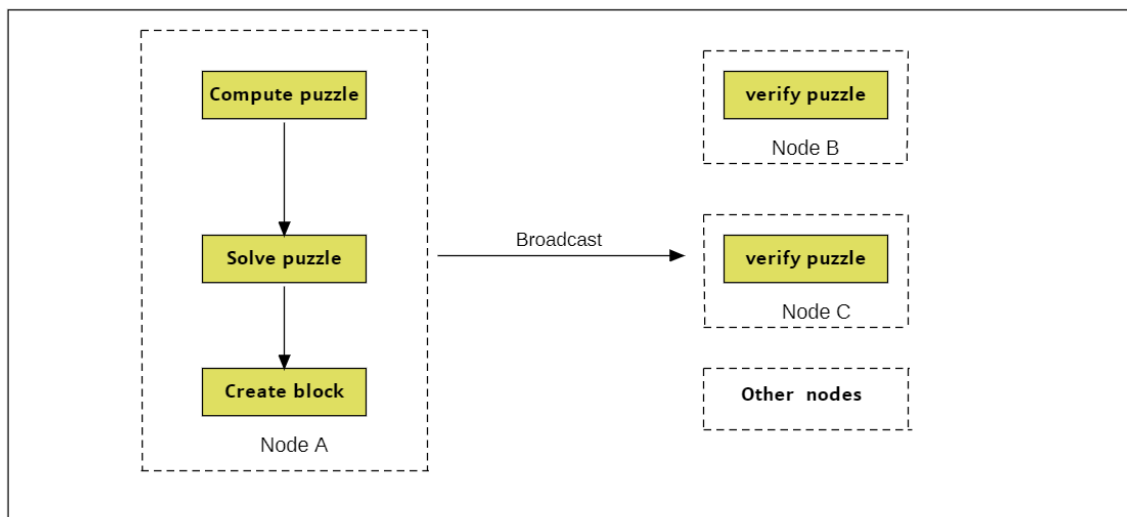 Compute puzzle
Solve puzzle
Create block
Node A
Broadcast
verify puzzle
Node B
verify puzzle
Node C
Other nodes